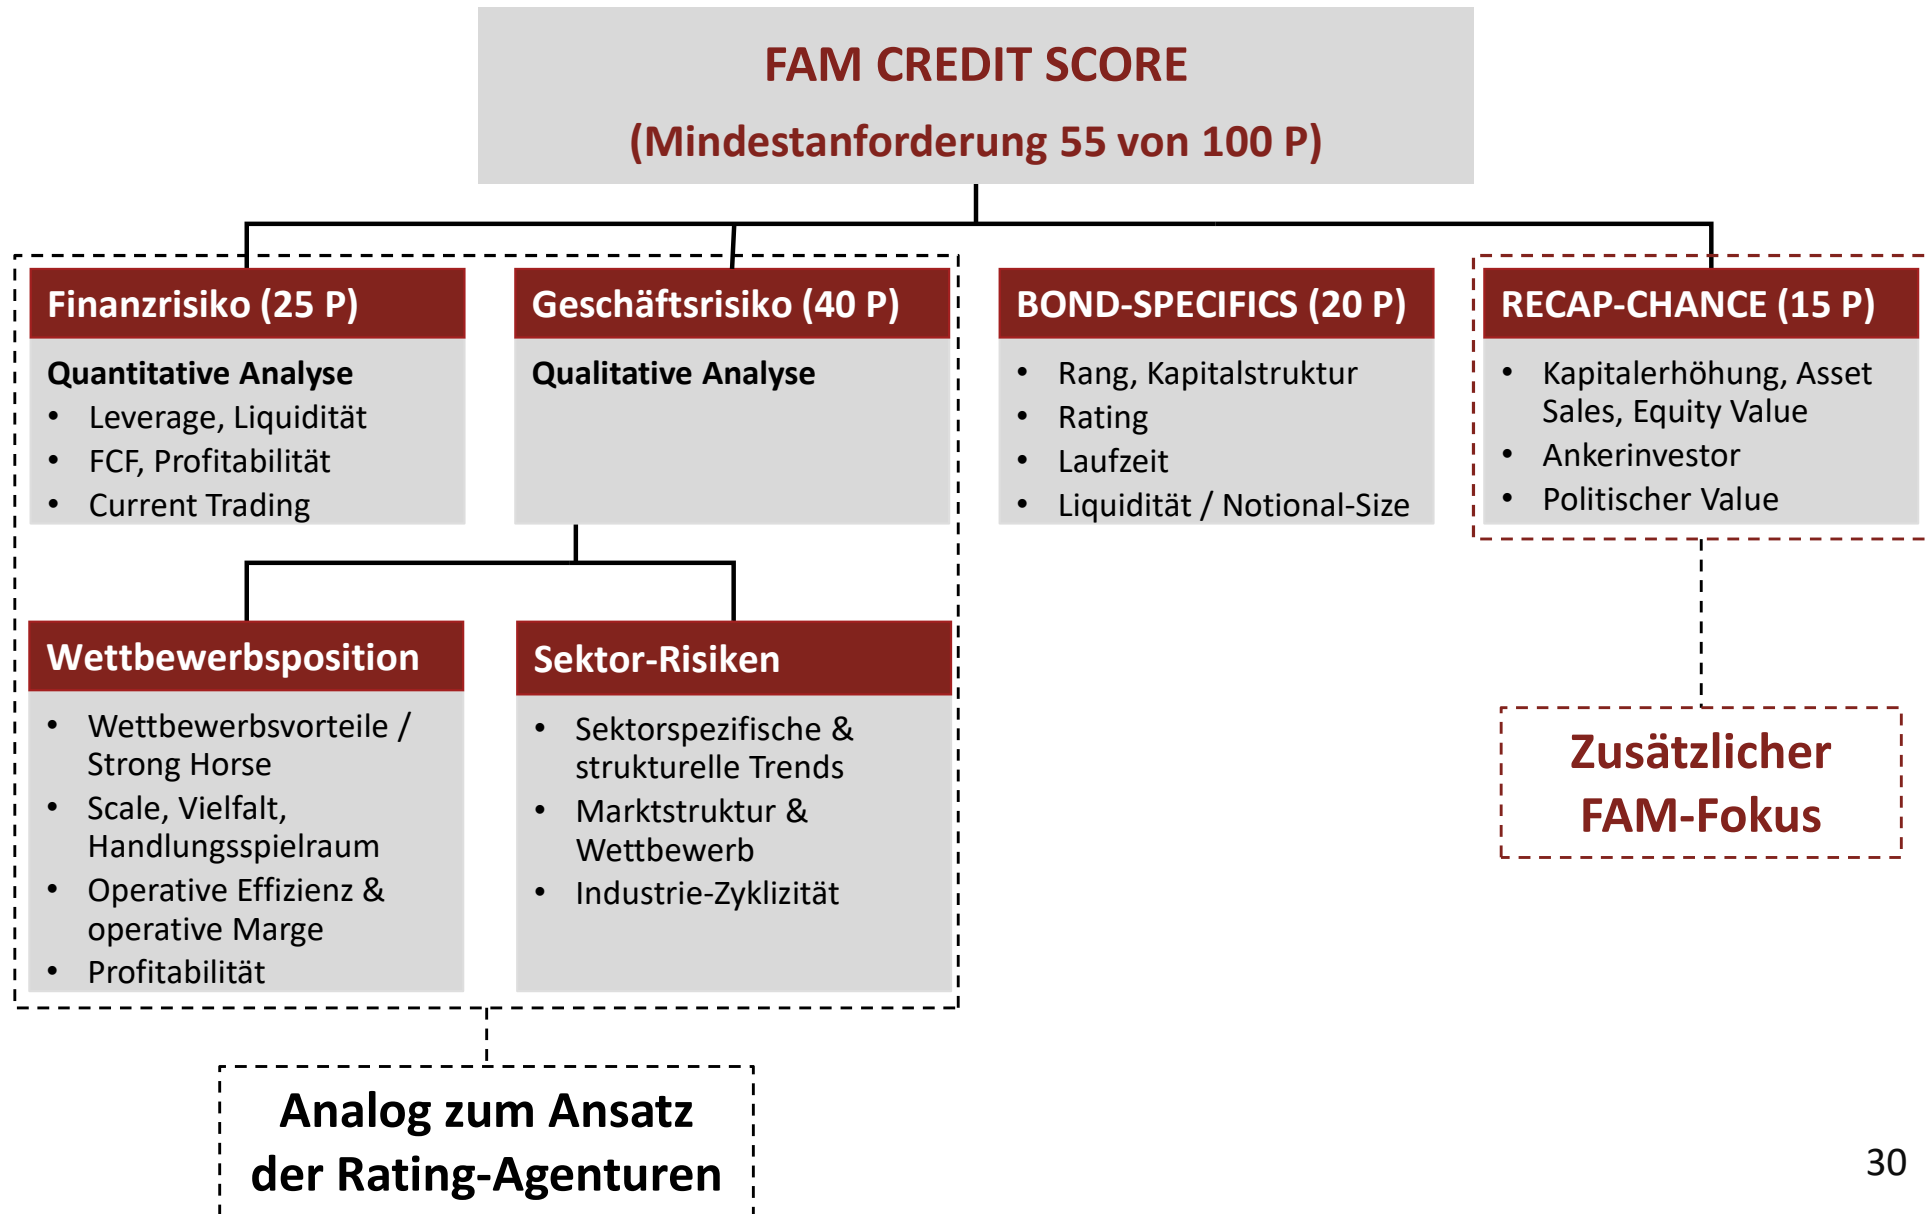 FAM CREDIT SCORE
(Mindestanforderung 55 von 100 P)
Finanzrisiko (25 P)
Quantitative Analyse
• Leverage, Liquidität
• FCF, Profitabilität
• Current Trading
Geschäftsrisiko (40 P)
Qualitative Analyse
BOND-SPECIFICS (20 P)
• Rang, Kapitalstruktur
• Rating
• Laufzeit
• Liquidität / Notional-Size
RECAP-CHANCE (15 P)
• Kapitalerhöhung, Asset
Sales, Equity Value
• Ankerinvestor
• Politischer Value
Wettbewerbsposition
• Wettbewerbsvorteile /
Strong Horse
• Scale, Vielfalt,
Handlungsspielraum
• Operative Effizienz &
operative Marge
• Profitabilität
Sektor-Risiken
• Sektorspezifische &
strukturelle Trends
• Marktstruktur &
Wettbewerb
• Industrie-Zyklizität
Zusätzlicher
FAM-Fokus
Analog zum Ansatz
der Rating-Agenturen
30